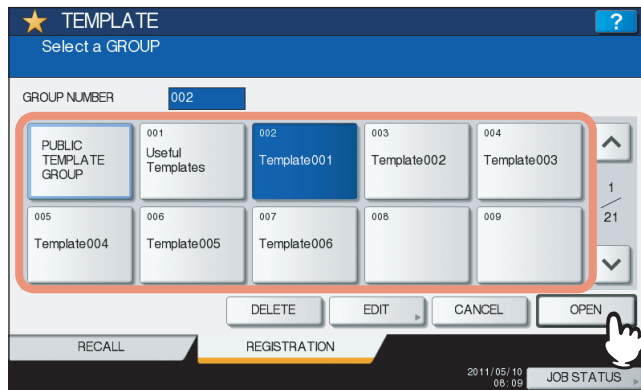 TEMPLATE
?
Select a GROUP
GROUP NUMBER
002
PUBLIC
TEMPLATE
GROUP
001
Useful
Templates
002
Template001
003
Template002
004
Template003
1
21
005
Template004
006
Template005
007
Template006
008
009
DELETE
EDIT
CANCEL
OPEN
RECALL
REGISTRATION
2011/05/10
08:09
JOB STATUS